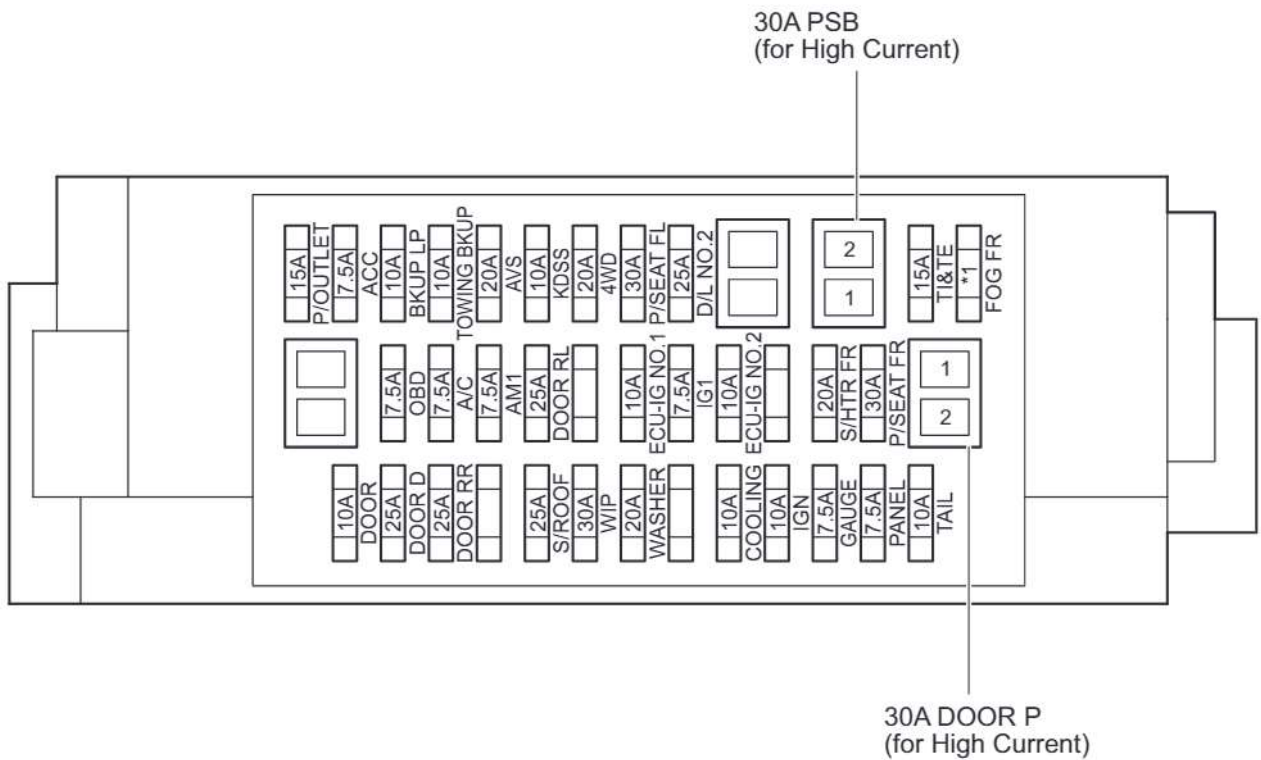 30A PSB
(for High Current)
15A
P/OUTLET
7.5A
ACC
10A
BKUP LP
10A
TOWING BKUP
20A
AVS
10A
KDSS
20A
4WD
30A
P/SEAT FL
25A
D/L NO.2
2
1
15A
TI&TE
*1
FOG FR
7.5A
OBD
7.5A
A/C
7.5A
AM1
25A
DOOR RL
10A
ECU-IG NO.1
7.5A
IG1
10A
ECU-IG NO.2
20A
S/HTR FR
30A
P/SEAT FR
1
2
10A
DOOR
25A
DOOR D
25A
DOOR RR
25A
S/ROOF
30A
WIP
20A
WASHER
10A
COOLING
10A
IGN
7.5A
GAUGE
7.5A
PANEL
10A
TAIL
30A DOOR P
(for High Current)